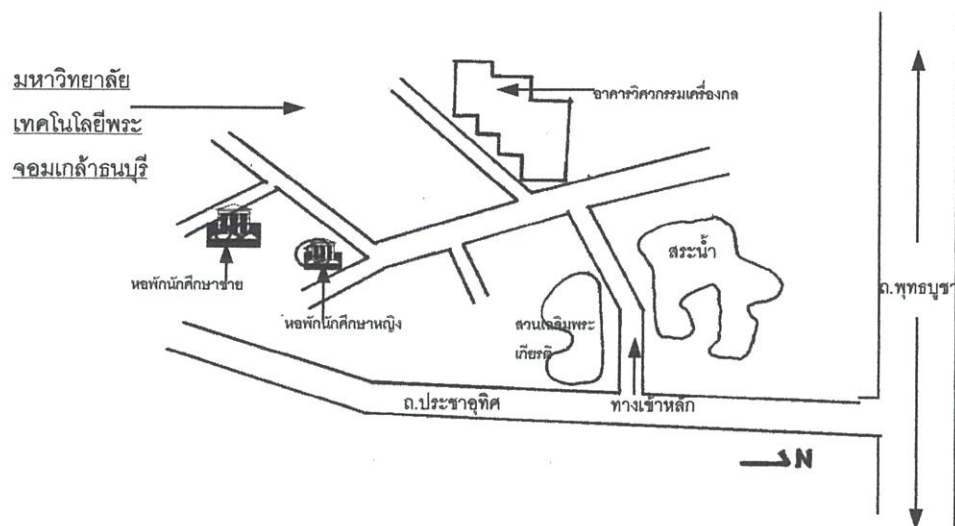 มหาวิทยาลัย
เทคโนโลยีพระ
จอมเกล้าธนบุรี
อาคารวิศวกรรมเครื่องกล
สระน้ำ
ถ.พุทธบูชา
หอพักนักศึกษาชาย
หอพักนักศึกษาหญิง
สวนเฉลิมพระ
เกียรติ
ถ.ประชาอุทิศ
ทางเข้าหลัก
N